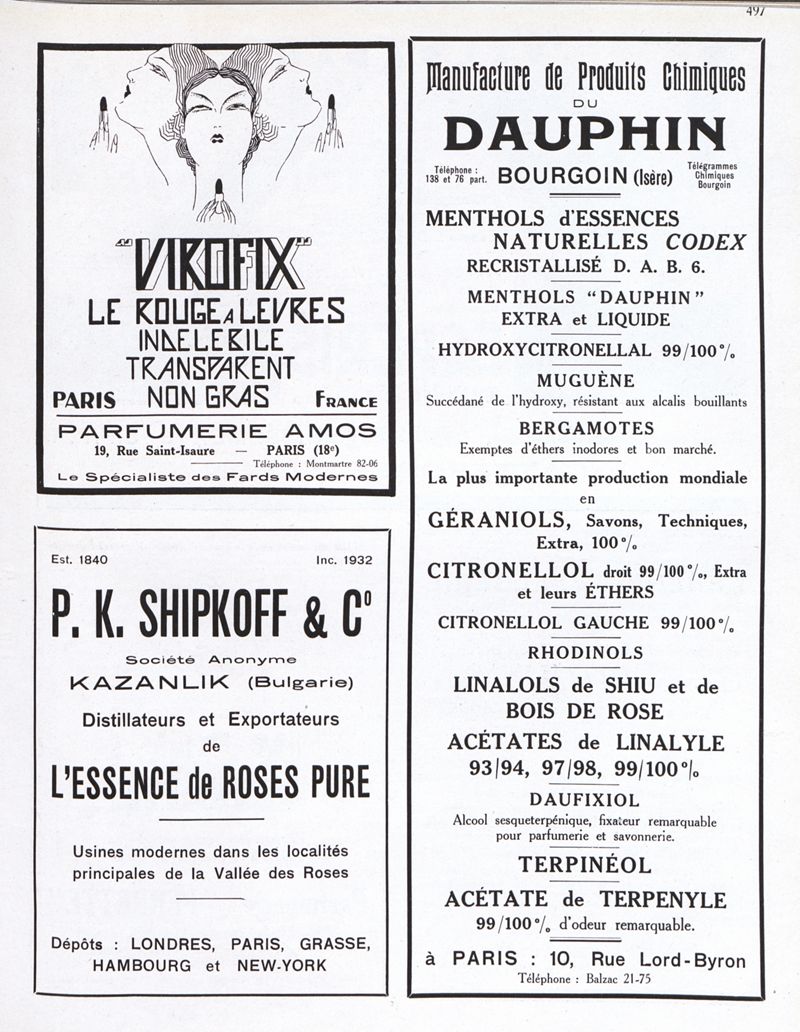 497
"VIROFIX"
LE ROUGE A LEVRES
INDELEBILE
TRANSPARENT
PARIS NON GRAS FRANCE
PARFUMERIE AMOS
19, Rue Saint-Isaure — PARIS (18e)
Téléphone : Montmartre 82-06
Le Spécialiste des Fards Modernes
Est. 1840 Inc. 1932
P. K. SHIPKOFF & Co
Société Anonyme
KAZANLIK (Bulgarie)
Distillateurs et Exportateurs
de
L'ESSENCE de ROSES PURE
Usines modernes dans les localités
principales de la Vallée des Roses
Dépôts : LONDRES, PARIS, GRASSE,
HAMBOURG et NEW-YORK
Manufacture de Produits Chimiques
DU
DAUPHIN
Téléphone :
138 et 76 part.
BOURGOIN (Isère)
Télégrammes
Chimiques
Bourgoin
MENTHOLS d'ESSENCES
NATURELLES CODEX
RECRISTALLISÉ D. A. B. 6.
MENTHOLS "DAUPHIN"
EXTRA et LIQUIDE
HYDROXYCITRONELLAL 99/100%
MUGUÈNE
Succédané de l'hydroxy, résistant aux alcalis bouillants
BERGAMOTES
Exemptes d'éthers inodores et bon marché.
La plus importante production mondiale
en
GÉRANIOLS, Savons, Techniques,
Extra, 100%
CITRONELLOL droit 99/100%, Extra
et leurs ÉTHERS
CITRONELLOL GAUCHE 99/100%
RHODINOLS
LINALOLS de SHIU et de
BOIS DE ROSE
ACÉTATES de LINALYLE
93/94, 97/98, 99/100%
DAUFIXIOL
Alcool sesqueterpénique, fixateur remarquable
pour parfumerie et savonnerie.
TERPINÉOL
ACÉTATE de TERPENYLE
99/100% d'odeur remarquable.
à PARIS : 10, Rue Lord-Byron
Téléphone : Balzac 21-75